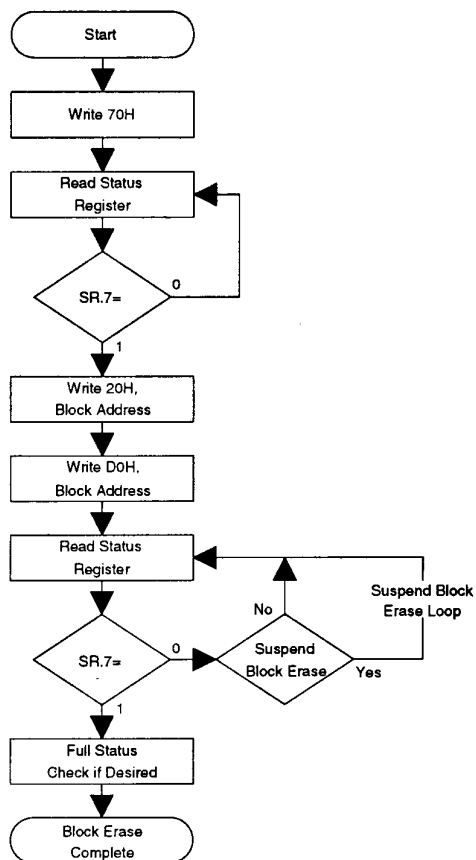 Start
Write 70H
Read Status
Register
SR.7=
0
1
Write 20H,
Block Address
Write D0H,
Block Address
Read Status
Register
Suspend Block
Erase Loop
No
SR.7=
0
Suspend
Block Erase
Yes
1
Full Status
Check if Desired
Block Erase
Complete